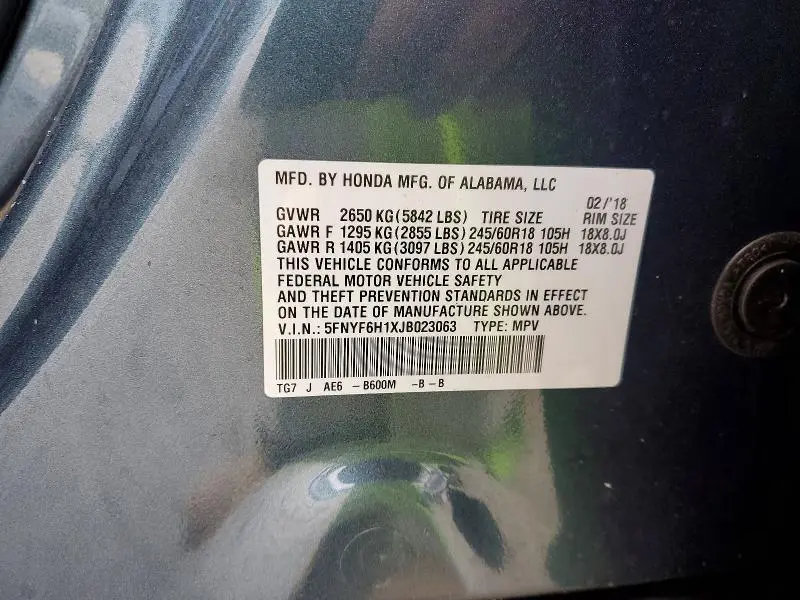 MFD. BY HONDA MFG. OF ALABAMA, LLC
02/'18
GVWR 2650 KG(5842 LBS) TIRE SIZE RIM SIZE
GAWR F 1295 KG(2855 LBS) 245/60R18 105H 18X8.0J
GAWR R 1405 KG(3097 LBS) 245/60R18 105H 18X8.0J
THIS VEHICLE CONFORMS TO ALL APPLICABLE
FEDERAL MOTOR VEHICLE SAFETY
AND THEFT PREVENTION STANDARDS IN EFFECT
ON THE DATE OF MANUFACTURE SHOWN ABOVE.
V.I.N.: 5FNYF6H1XJB023063 TYPE: MPV
TG7 J AE6 -B600M -B-B